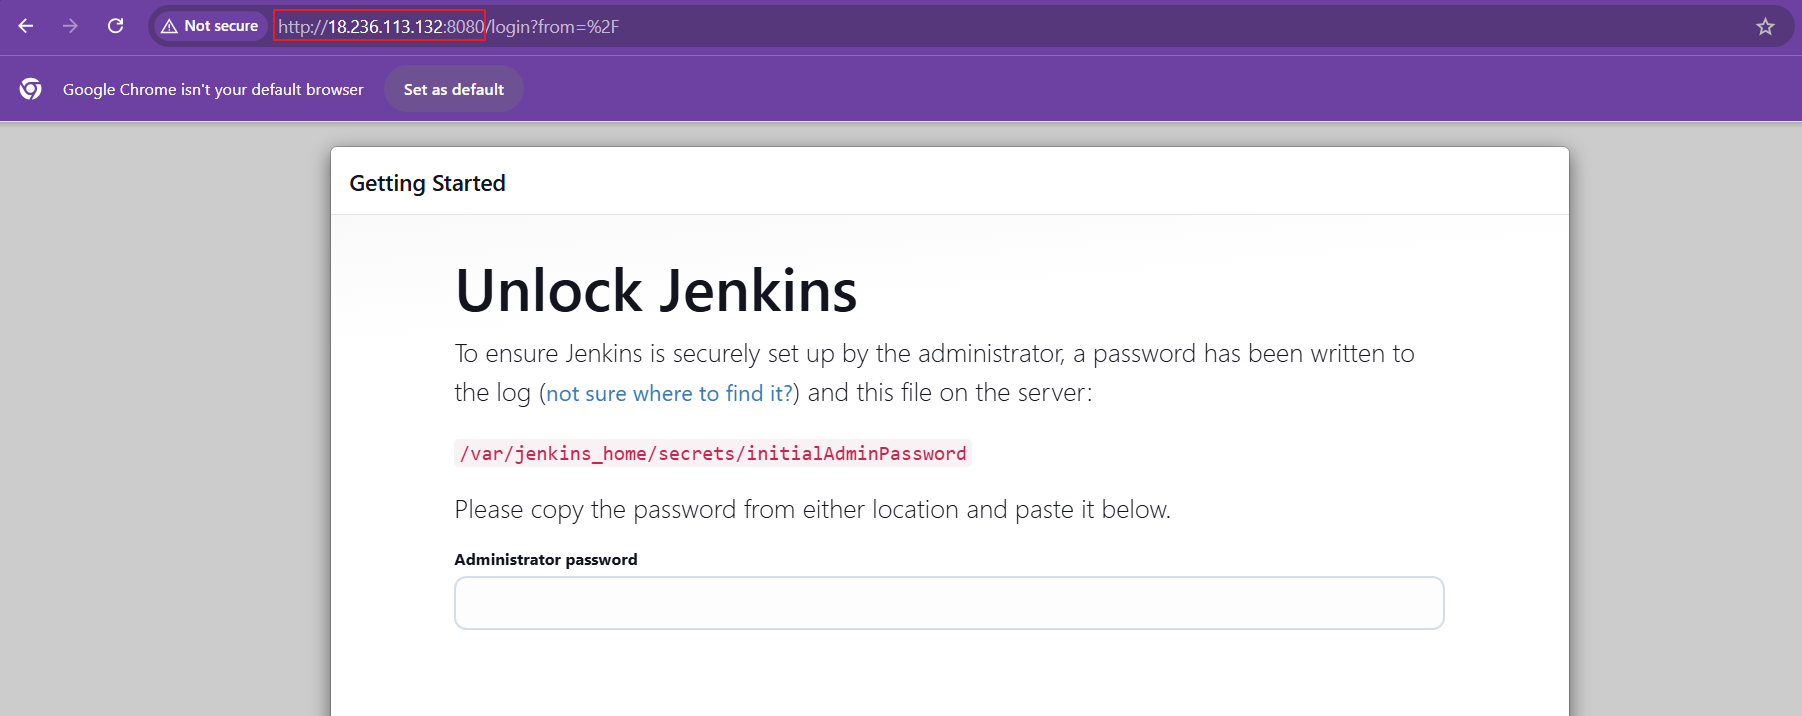 Not secure http://18.236.113.132:8080/login?from=%2F
Google Chrome isn't your default browser Set as default
Getting Started
Unlock Jenkins
To ensure Jenkins is securely set up by the administrator, a password has been written to
the log (not sure where to find it?) and this file on the server:
/var/jenkins_home/secrets/initialAdminPassword
Please copy the password from either location and paste it below.
Administrator password